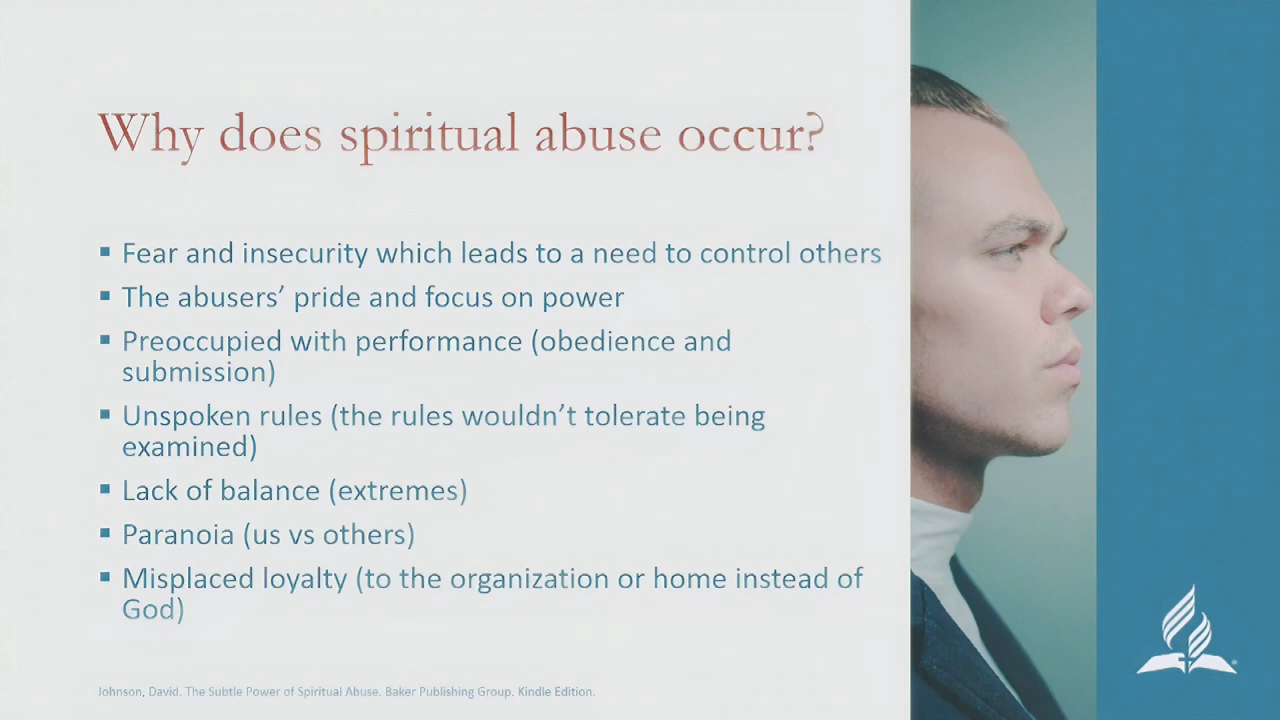 Why does spiritual abuse occur?
▪ Fear and insecurity which leads to a need to control others
▪ The abusers’ pride and focus on power
▪ Preoccupied with performance (obedience and
submission)
▪ Unspoken rules (the rules wouldn’t tolerate being
examined)
▪ Lack of balance (extremes)
▪ Paranoia (us vs others)
▪ Misplaced loyalty (to the organization or home instead of
God)
Johnson, David. The Subtle Power of Spiritual Abuse. Baker Publishing Group. Kindle Edition.